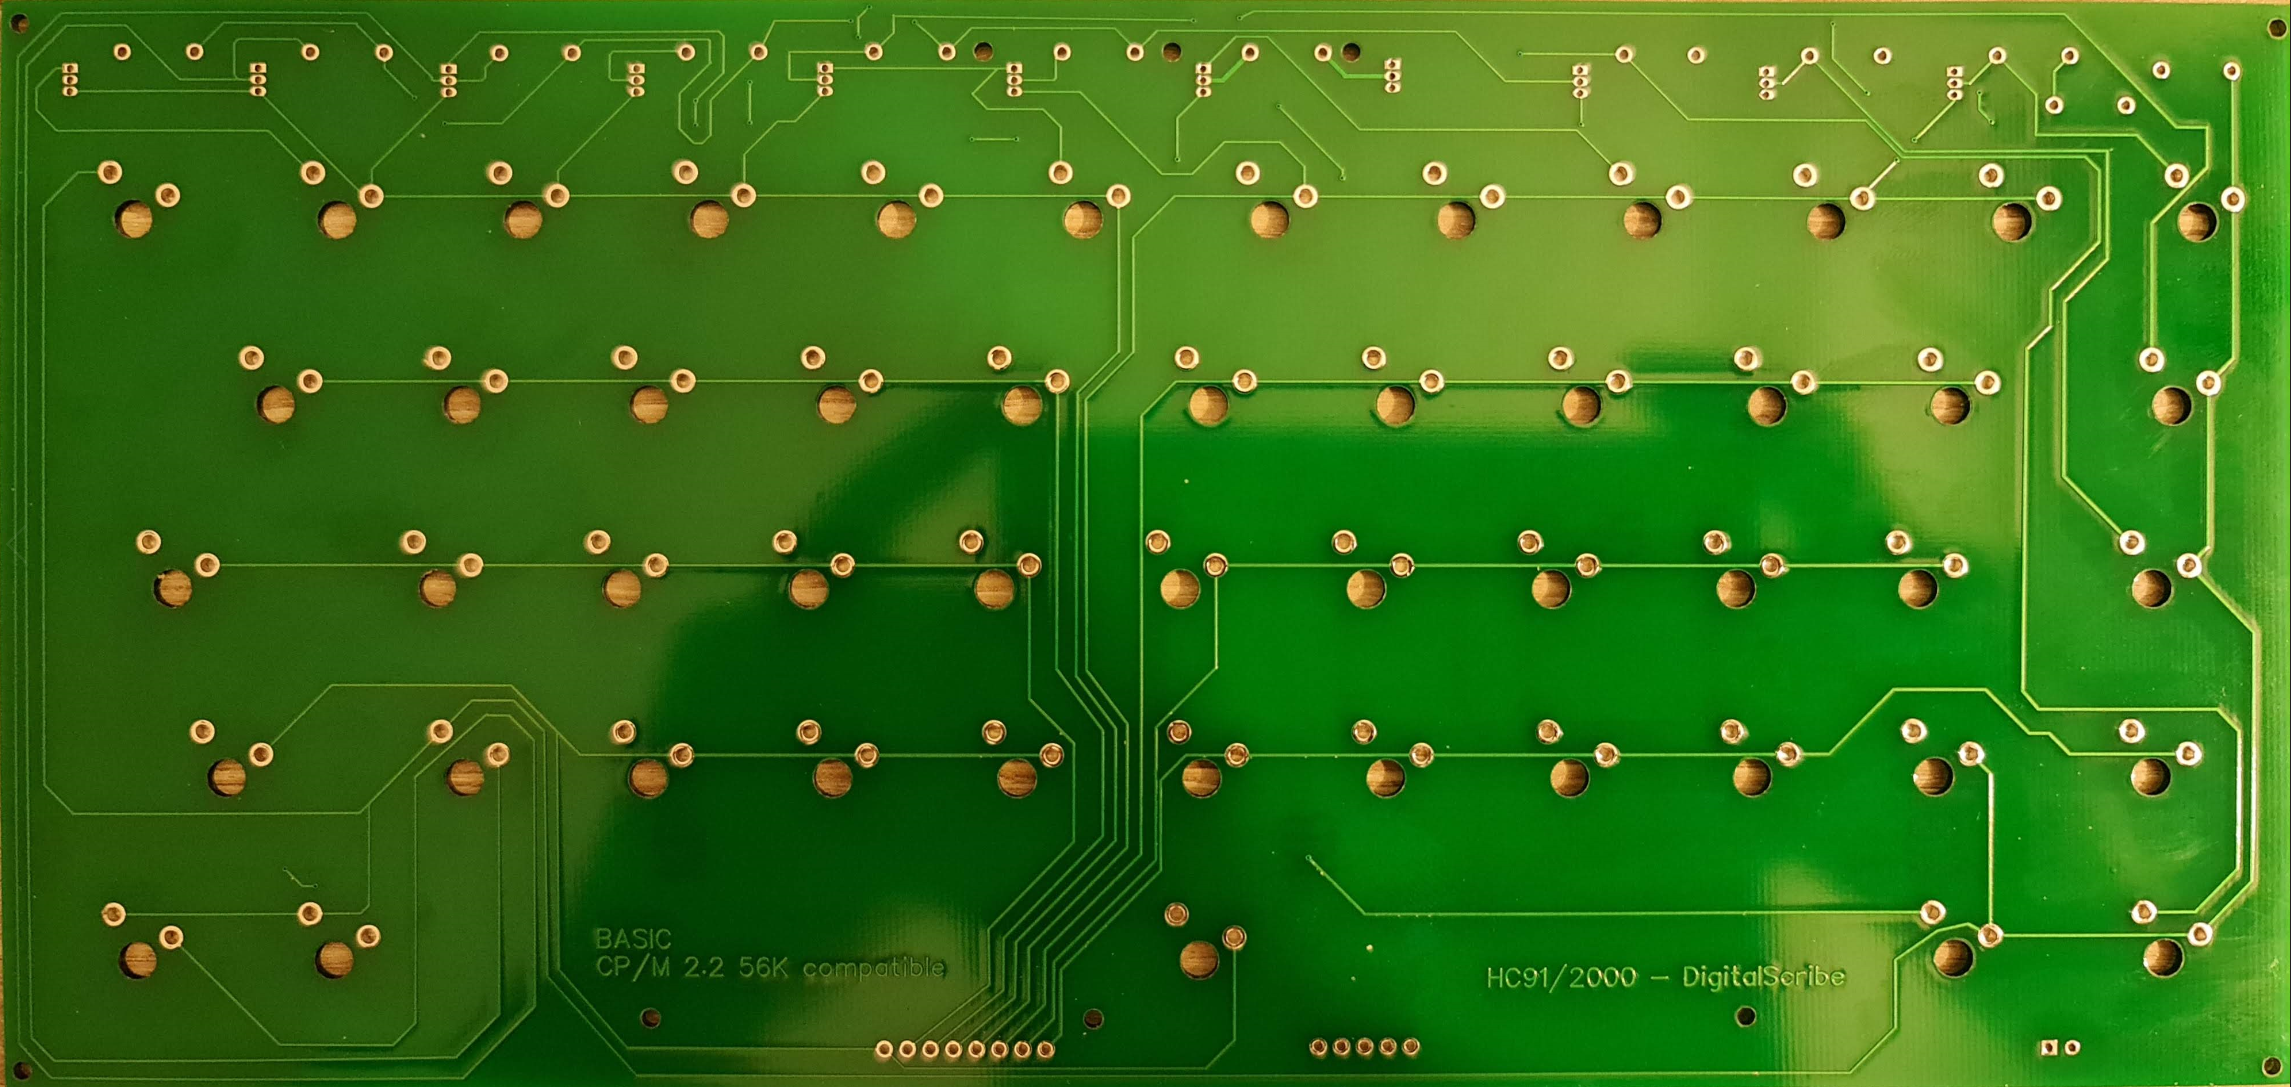 BASIC
CP/M 2.2 56K compatible
HC91/2000 – DigitalScribe